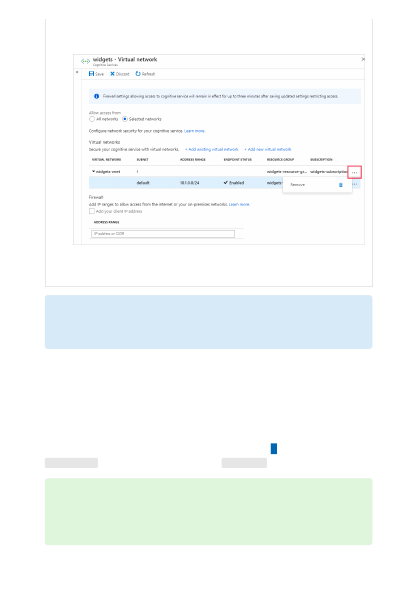 widgets - Virtual network
Cognitive Services
Save Discard Refresh
Firewall settings allowing access to cognitive service will remain in effect for up to three minutes after saving updated settings restricting access.
Allow access from
All networks Selected networks
Configure network security for your cognitive service. Learn more.
Virtual networks
Secure your cognitive service with virtual networks. + Add existing virtual network + Add new virtual network
VIRTUAL NETWORK SUBNET ADDRESS RANGE ENDPOINT STATUS RESOURCE GROUP SUBSCRIPTION
widgets-vnet 1 widgets-resource-gr... widgets-subscription ...
default 10.1.0.0/24 Enabled widgets ...
Remove
Firewall
Add IP ranges to allow access from the internet or your on-premises networks. Learn more.
Add your client IP address
ADDRESS RANGE
IP address or CIDR